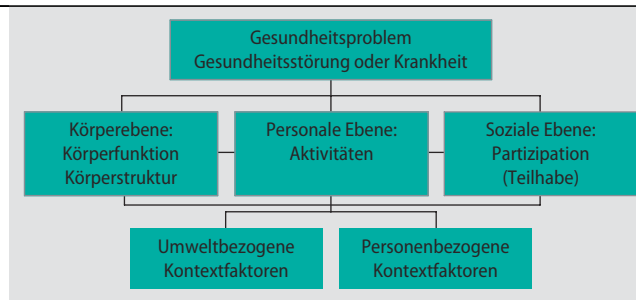 Gesundheitsproblem
Gesundheitsstörung oder Krankheit
Körperebene:
Körperfunktion
Körperstruktur
Personale Ebene:
Aktivitäten
Soziale Ebene:
Partizipation
(Teilhabe)
Umweltbezogene
Kontextfaktoren
Personenbezogene
Kontextfaktoren